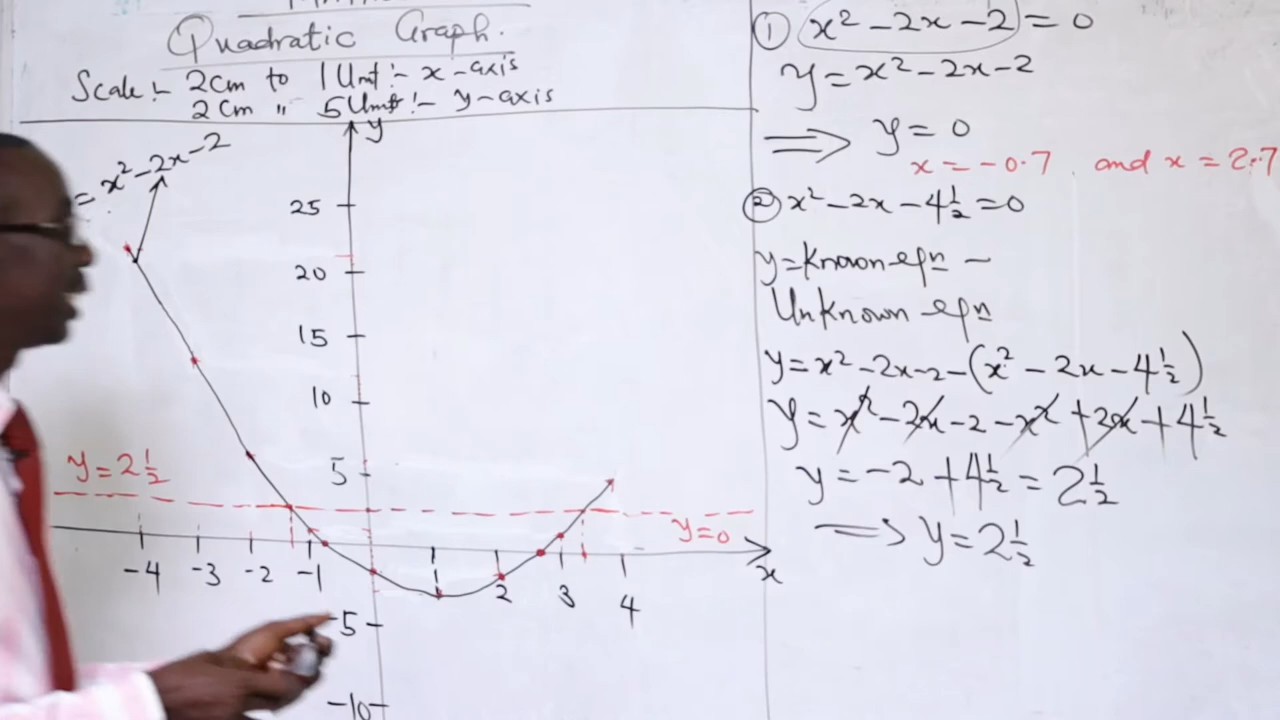 Quadratic Graph.
Scale:- 2cm to 1 Unit:- x-axis
2cm " 5 Units:- y-axis
y
= x² - 2x - 2
25
20
15
10
5
y = 2½
y = 0
x
-4 -3 -2 -1 1 2 3 4
-5
-10
① x² - 2x - 2 = 0
y = x² - 2x - 2
⟹ y = 0
x = -0.7 and x = 2.7
② x² - 2x - 4½ = 0
y = Known eqn -
Unknown eqn
y = x² - 2x - 2 - (x² - 2x - 4½)
y = x² - 2x - 2 - x² + 2x + 4½
y = -2 + 4½ = 2½
⟹ y = 2½